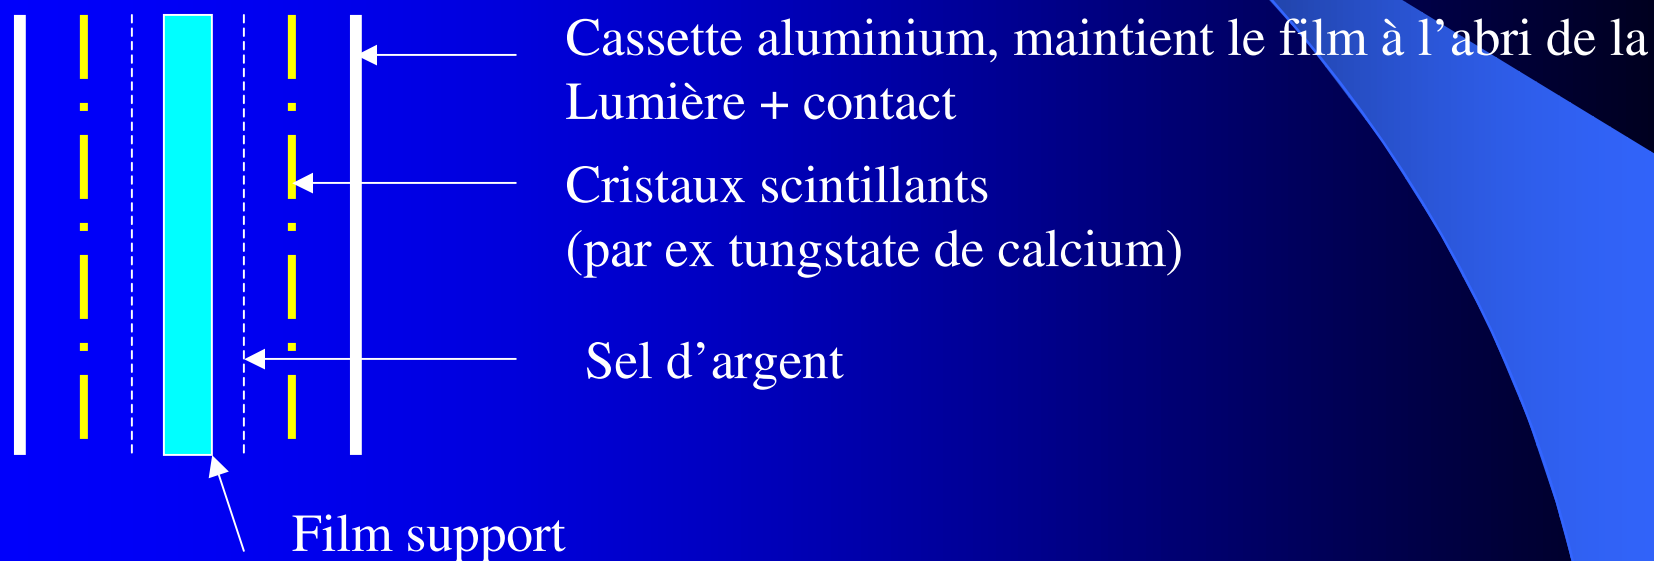 Cassette aluminium, maintient le film à l’abri de la
Lumière + contact
Cristaux scintillants
(par ex tungstate de calcium)
Sel d’argent
Film support